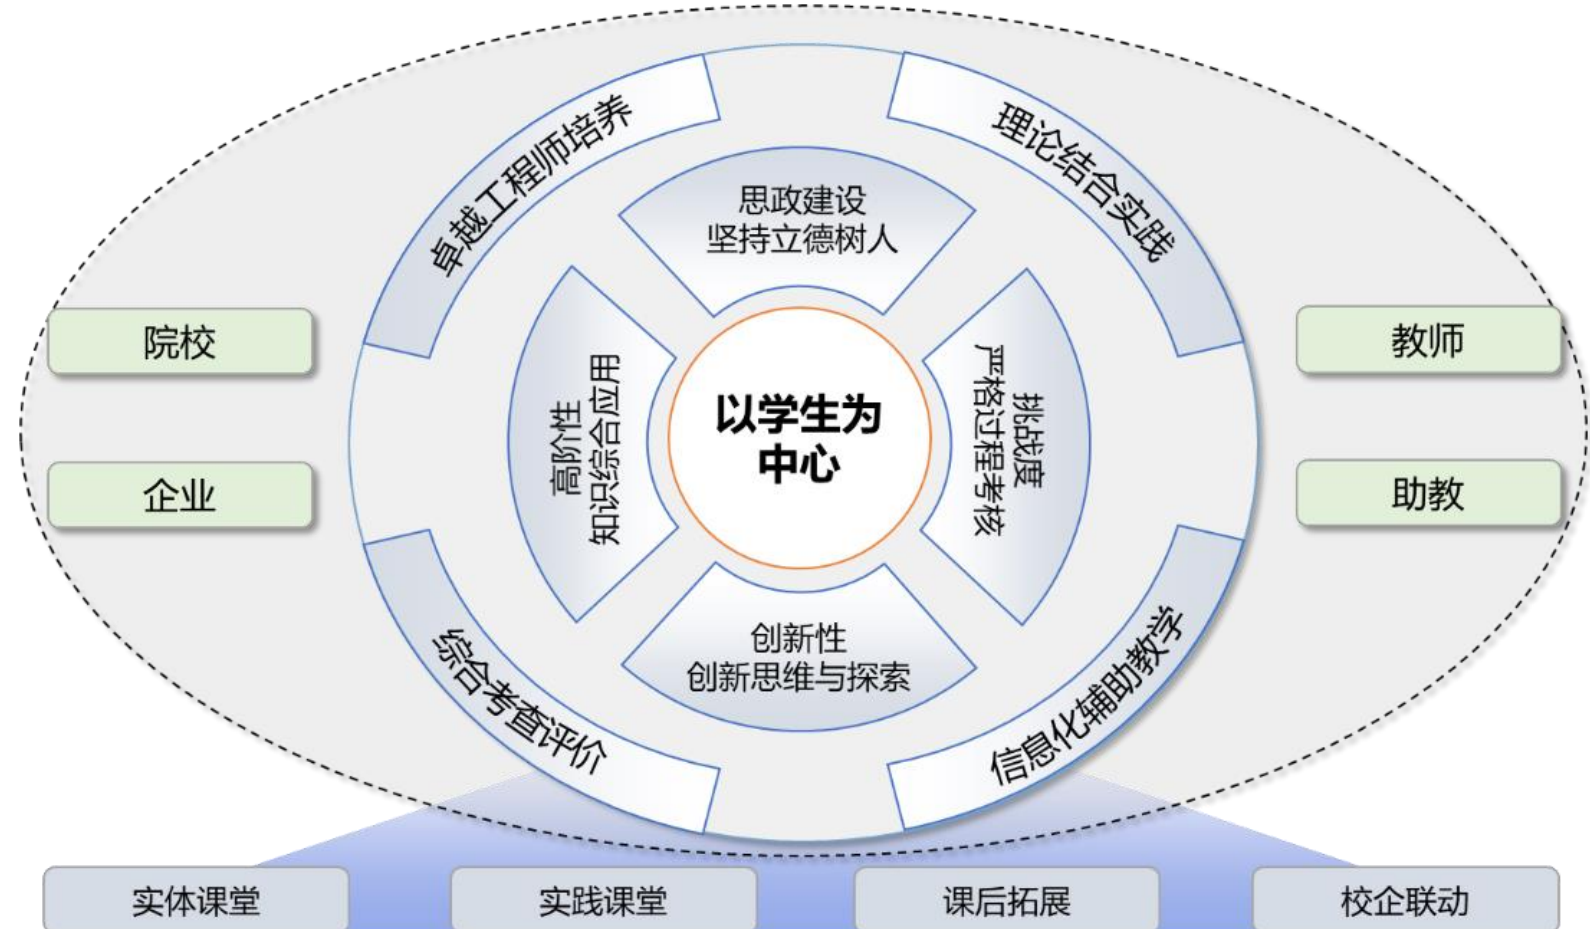 卓越工程师培养
理论结合实践
思政建设
坚持立德树人
院校
企业
高阶性
知识综合应用
以学生为
中心
挑战度
严格过程考核
教师
助教
创新性
创新思维与探索
综合考查评价
信息化辅助教学
实体课堂
实践课堂
课后拓展
校企联动